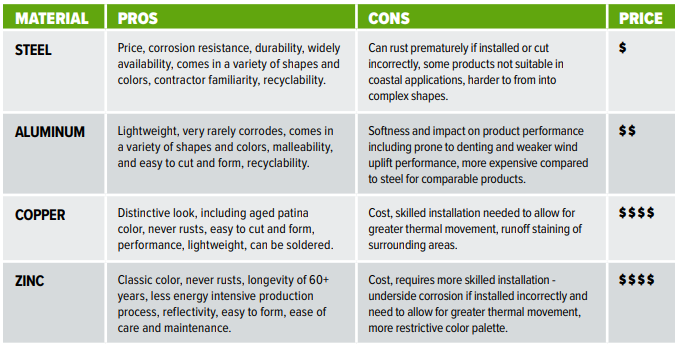 MATERIAL PROS CONS PRICE
STEEL
Price, corrosion resistance, durability, widely
availability, comes in a variety of shapes and
colors, contractor familiarity, recyclability.
Can rust prematurely if installed or cut
incorrectly, some products not suitable in
coastal applications, harder to from into
complex shapes.
$
ALUMINUM
Lightweight, very rarely corrodes, comes in
a variety of shapes and colors, malleability,
and easy to cut and form, recyclability.
Softness and impact on product performance
including prone to denting and weaker wind
uplift performance, more expensive compared
to steel for comparable products.
$$
COPPER
Distinctive look, including aged patina
color, never rusts, easy to cut and form,
performance, lightweight, can be soldered.
Cost, skilled installation needed to allow for
greater thermal movement, runoff staining of
surrounding areas.
$$$$
ZINC
Classic color, never rusts, longevity of 60+
years, less energy intensive production
process, reflectivity, easy to form, ease of
care and maintenance.
Cost, requires more skilled installation -
underside corrosion if installed incorrectly and
need to allow for greater thermal movement,
more restrictive color palette.
$$$$